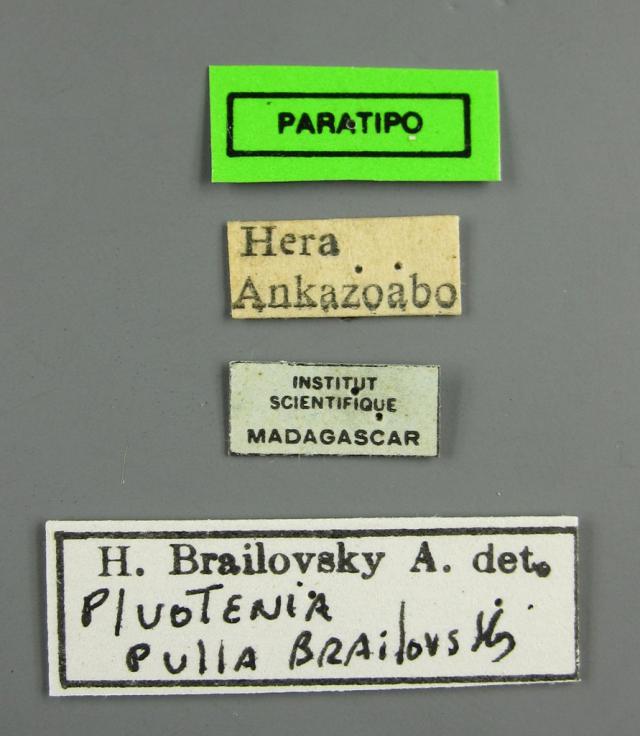 PARATIPO
Hera
Ankazoabo
INSTITUT
SCIENTIFIQUE
MADAGASCAR
H. Brailovsky A. det.
PluoTENIA
pullA BRAilovsky